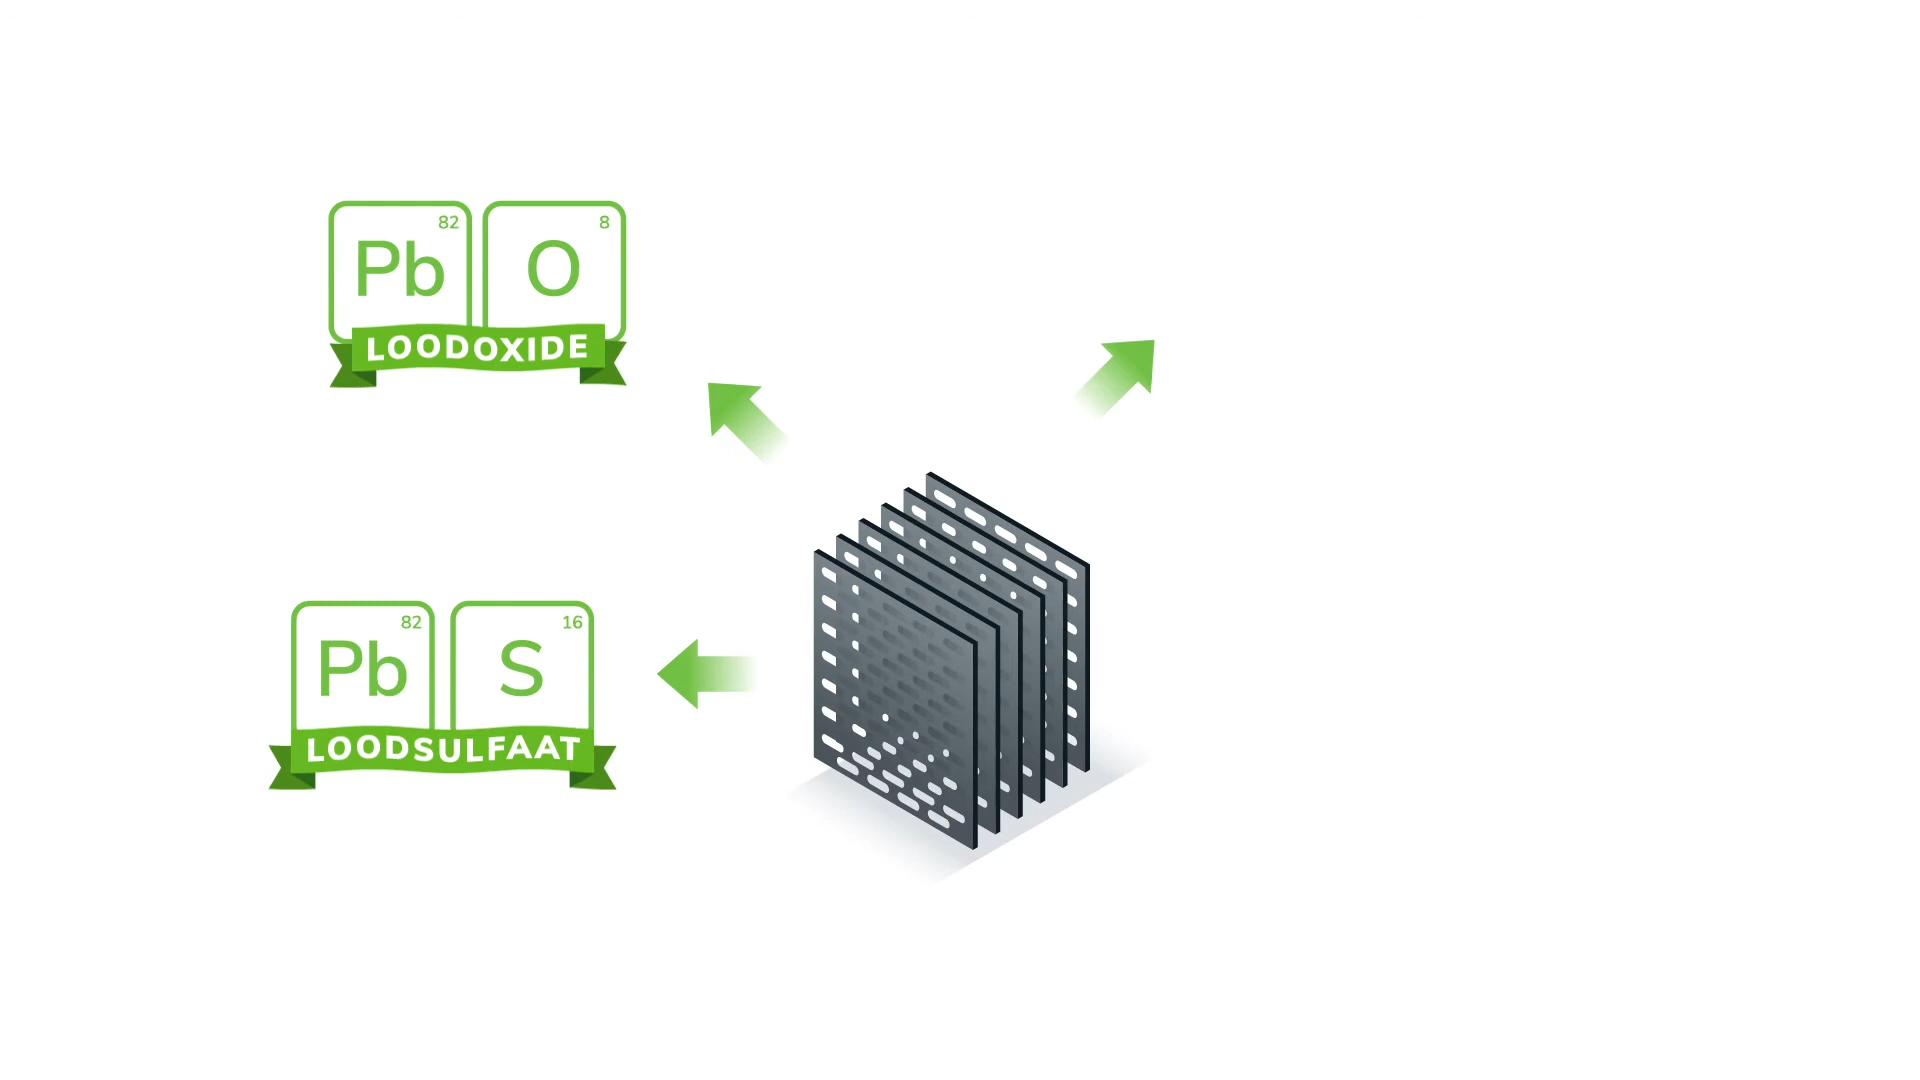 82 8
Pb O
LOODOXIDE
82 16
Pb S
LOODSULFAAT